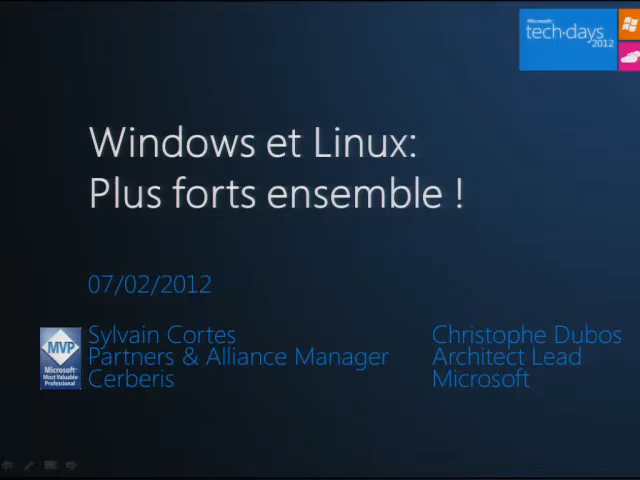 Microsoft
tech·days
2012
Windows et Linux:
Plus forts ensemble !
07/02/2012
MVP
Microsoft
Most Valuable
Professional
Sylvain Cortes
Partners & Alliance Manager
Cerberis
Christophe Dubos
Architect Lead
Microsoft